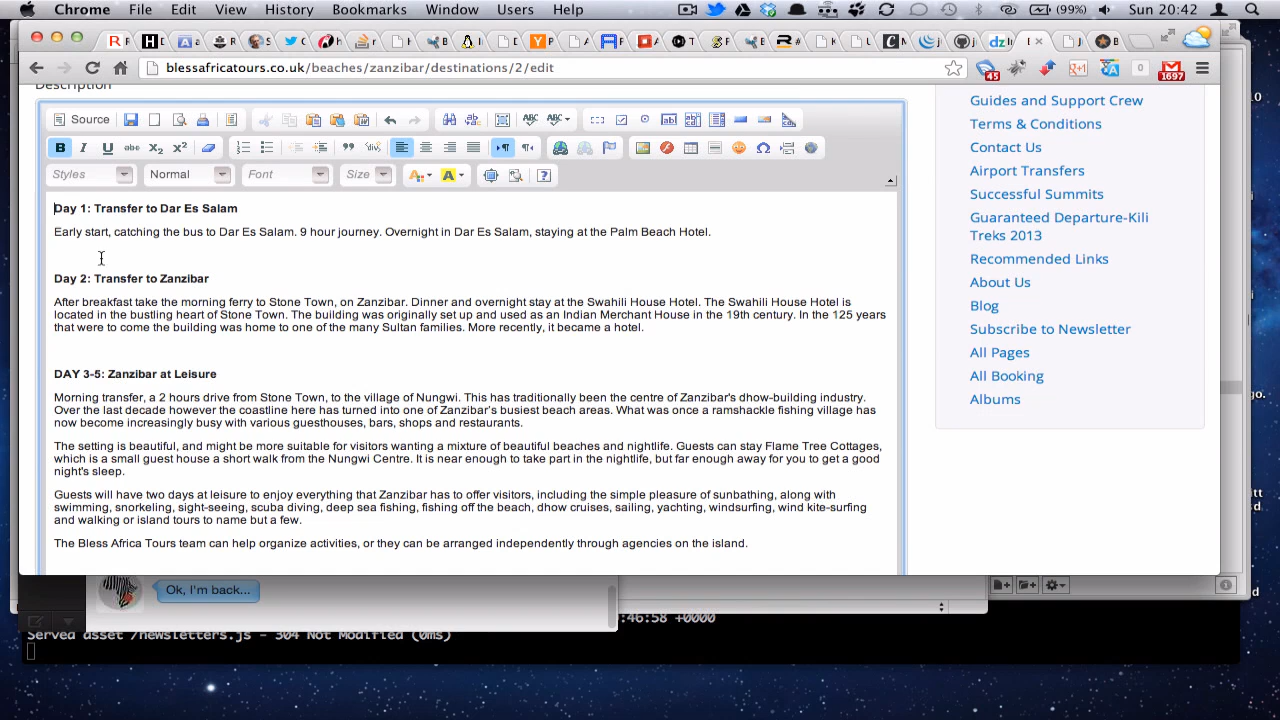 Chrome File Edit View History Bookmarks Window Users Help (99%) Sun 20:42
blessafricatours.co.uk/beaches/zanzibar/destinations/2/edit 45 0 1697
Description
Source
Styles Normal Font Size
Day 1: Transfer to Dar Es Salam
Early start, catching the bus to Dar Es Salam. 9 hour journey. Overnight in Dar Es Salam, staying at the Palm Beach Hotel.
Day 2: Transfer to Zanzibar
After breakfast take the morning ferry to Stone Town, on Zanzibar. Dinner and overnight stay at the Swahili House Hotel. The Swahili House Hotel is
located in the bustling heart of Stone Town. The building was originally set up and used as an Indian Merchant House in the 19th century. In the 125 years
that were to come the building was home to one of the many Sultan families. More recently, it became a hotel.
DAY 3-5: Zanzibar at Leisure
Morning transfer, a 2 hours drive from Stone Town, to the village of Nungwi. This has traditionally been the centre of Zanzibar's dhow-building industry.
Over the last decade however the coastline here has turned into one of Zanzibar's busiest beach areas. What was once a ramshackle fishing village has
now become increasingly busy with various guesthouses, bars, shops and restaurants.
The setting is beautiful, and might be more suitable for visitors wanting a mixture of beautiful beaches and nightlife. Guests can stay Flame Tree Cottages,
which is a small guest house a short walk from the Nungwi Centre. It is near enough to take part in the nightlife, but far enough away for you to get a good
night's sleep.
Guests will have two days at leisure to enjoy everything that Zanzibar has to offer visitors, including the simple pleasure of sunbathing, along with
swimming, snorkeling, sight-seeing, scuba diving, deep sea fishing, fishing off the beach, dhow cruises, sailing, yachting, windsurfing, wind kite-surfing
and walking or island tours to name but a few.
The Bless Africa Tours team can help organize activities, or they can be arranged independently through agencies on the island.
Guides and Support Crew
Terms & Conditions
Contact Us
Airport Transfers
Successful Summits
Guaranteed Departure-Kili
Treks 2013
Recommended Links
About Us
Blog
Subscribe to Newsletter
All Pages
All Booking
Albums
Ok, I'm back...
:46:58 +0000
Served asset /newsletters.js - 304 Not Modified (0ms)